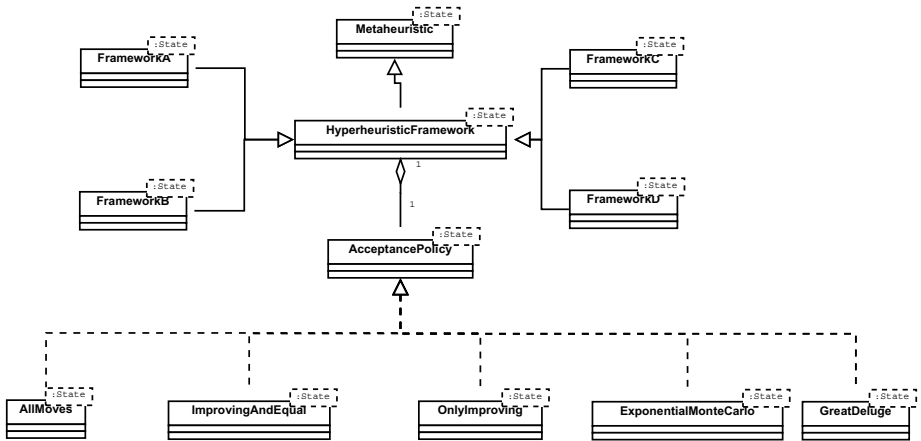 :State
Metaheuristic
:State
FrameworkA
:State
FrameworkC
:State
HyperheuristicFramework
1
:State
FrameworkB
:State
FrameworkD
1
:State
AcceptancePolicy
:State
AllMoves
:State
ImprovingAndEqual
:State
OnlyImproving
:State
ExponentialMonteCarlo
:State
GreatDeluge